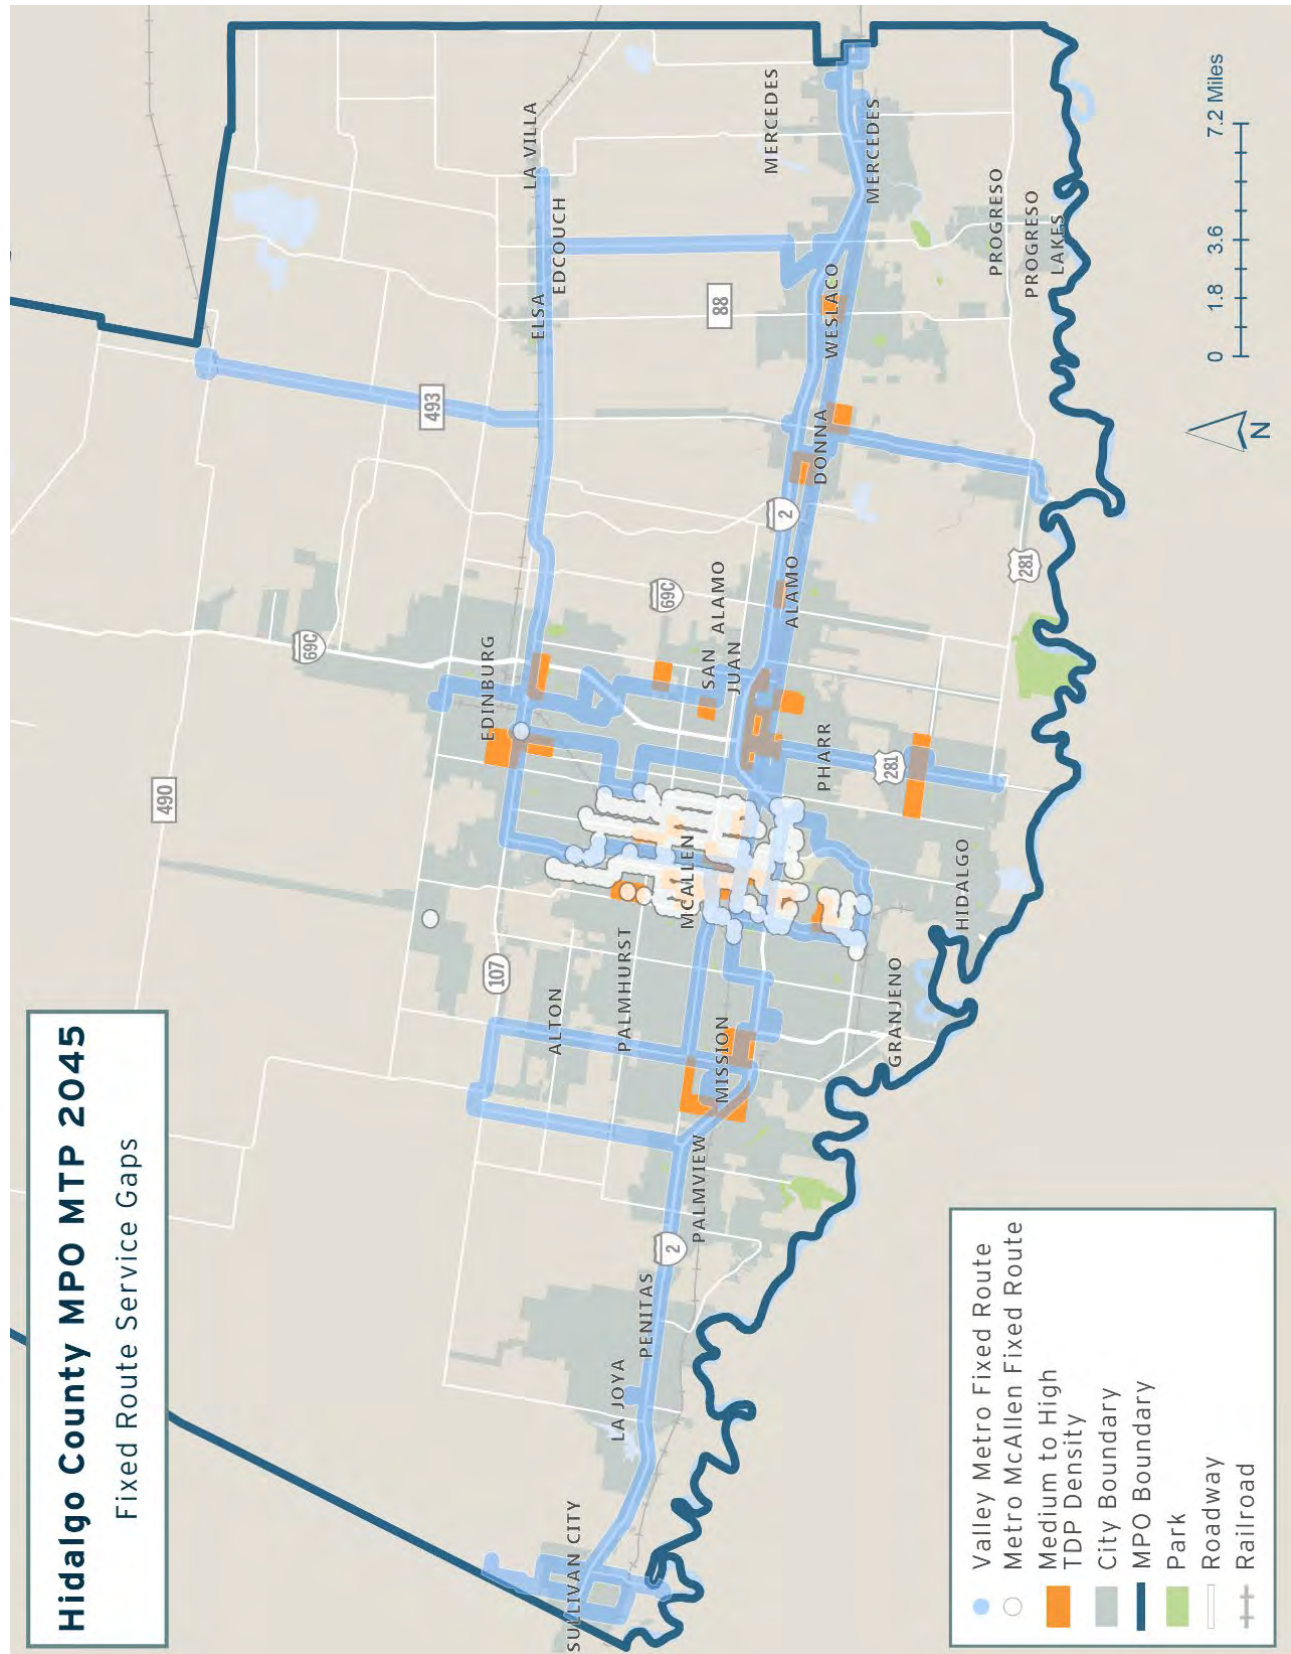 Hidalgo County MPO MTP 2045
Fixed Route Service Gaps
490
69C
493
LA VILLA
EDCOUCH
ELSA
107
EDINBURG
69C
88
MERCEDES
MERCEDES
WESLACO
DONNA
2
ALAMO
ALAMO
SAN
JUAN
PHARR
281
281
PROGRESO
PROGRESO
LAKES
ALTON
PALMHURST
MCALLEN
MISSION
HIDALGO
GRANJENO
PALMVIEW
2
PENITAS
LA JOYA
SULLIVAN CITY
Valley Metro Fixed Route
Metro McAllen Fixed Route
Medium to High
TDP Density
City Boundary
MPO Boundary
Park
Roadway
Railroad
N
0 1.8 3.6 7.2 Miles